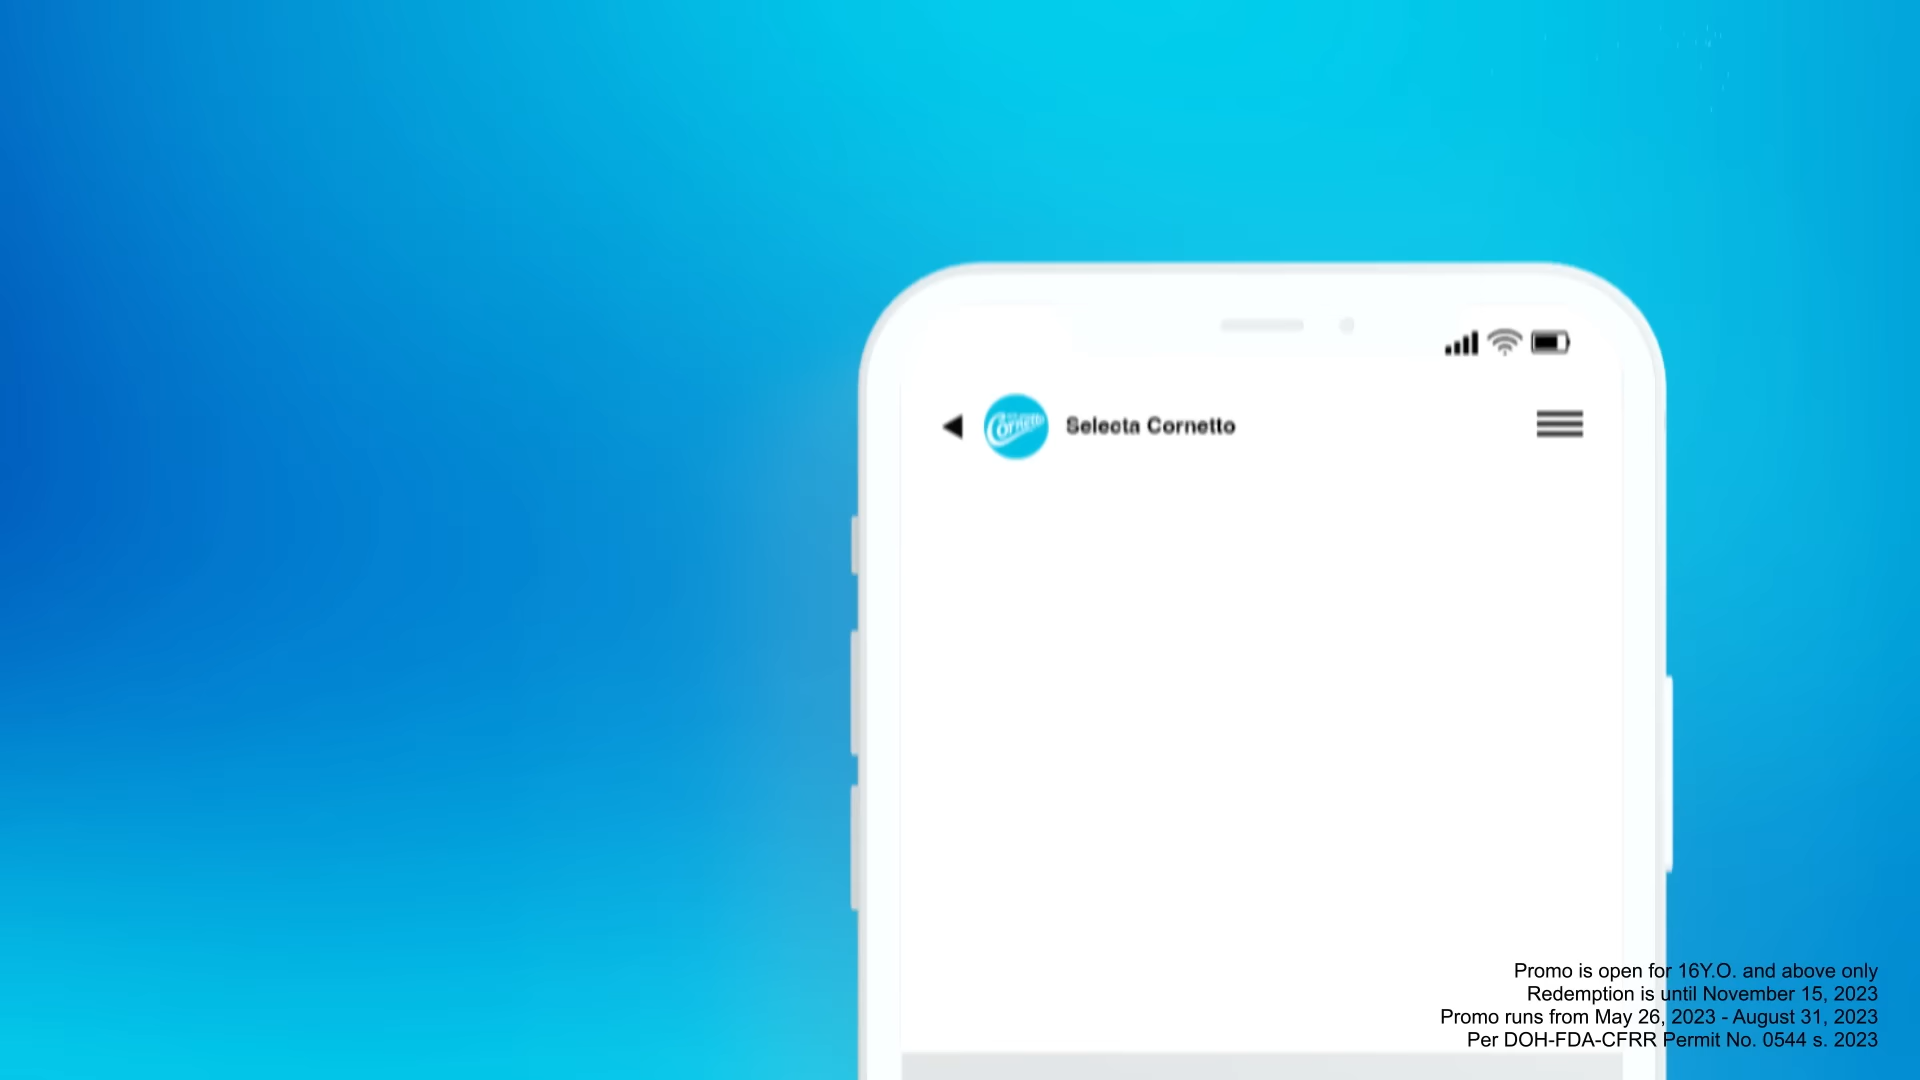 Cornetto
Selecta Cornetto
Promo is open for 16Y.O. and above only
Redemption is until November 15, 2023
Promo runs from May 26, 2023 - August 31, 2023
Per DOH-FDA-CFRR Permit No. 0544 s. 2023